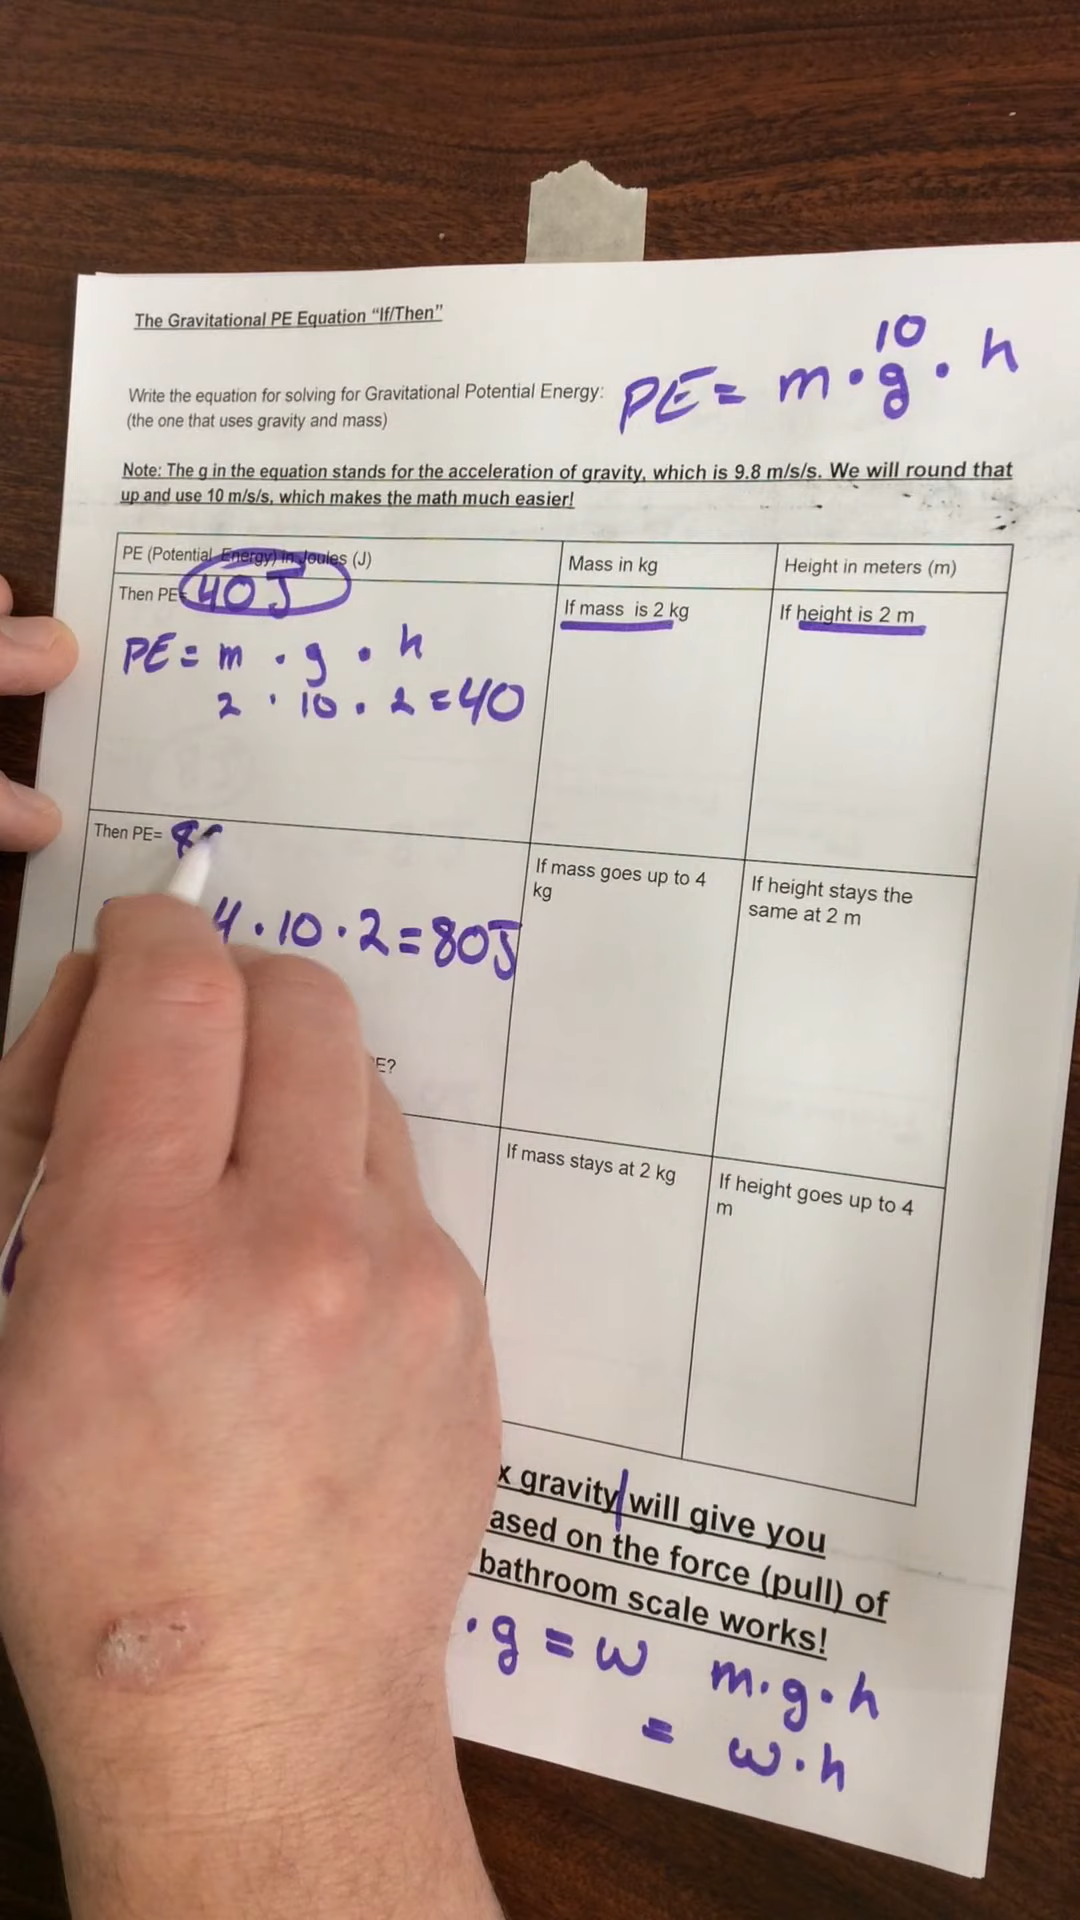 The Gravitational PE Equation “If/Then”
Write the equation for solving for Gravitational Potential Energy:
(the one that uses gravity and mass)
10
PE = m · g · h
Note: The g in the equation stands for the acceleration of gravity, which is 9.8 m/s/s. We will round that
up and use 10 m/s/s, which makes the math much easier!
PE (Potential Energy) in Joules (J)
Mass in kg
Height in meters (m)
Then PE= 40J
If mass is 2 kg
If height is 2 m
PE = m · g · h
2 · 10 · 2 = 40
Then PE= 8
If mass goes up to 4
kg
If height stays the
same at 2 m
4 · 10 · 2 = 80J
If mass stays at 2 kg
If height goes up to 4
m
x gravity will give you
ased on the force (pull) of
bathroom scale works!
· g = w
m · g · h
= w · h